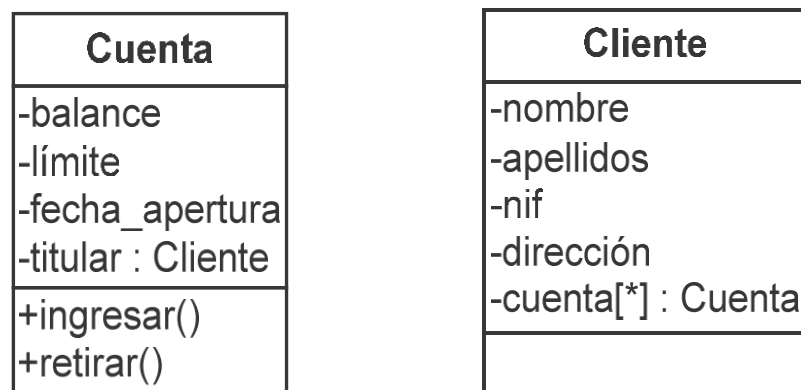 Cuenta
-balance
-límite
-fecha_apertura
-titular : Cliente
+ingresar()
+retirar()
Cliente
-nombre
-apellidos
-nif
-dirección
-cuenta[*] : Cuenta